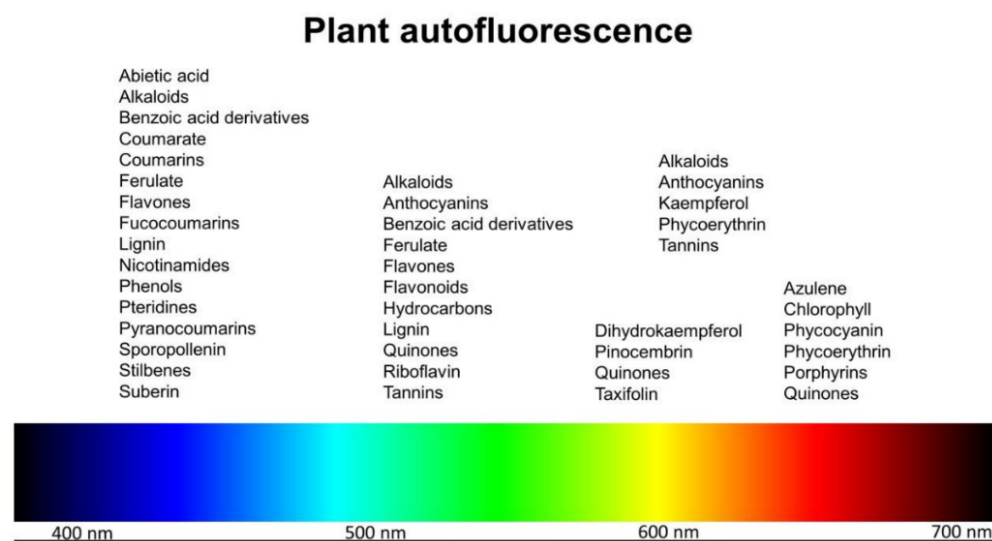 Plant autofluorescence
Abietic acid
Alkaloids
Benzoic acid derivatives
Coumarate
Coumarins
Ferulate
Flavones
Fucocoumarins
Lignin
Nicotinamides
Phenols
Pteridines
Pyranocoumarins
Sporopollenin
Stilbenes
Suberin
Alkaloids
Anthocyanins
Benzoic acid derivatives
Ferulate
Flavones
Flavonoids
Hydrocarbons
Lignin
Quinones
Riboflavin
Tannins
Dihydrokaempferol
Pinocembrin
Quinones
Taxifolin
Alkaloids
Anthocyanins
Kaempferol
Phycoerythrin
Tannins
Azulene
Chlorophyll
Phycocyanin
Phycoerythrin
Porphyrins
Quinones
400 nm 500 nm 600 nm 700 nm